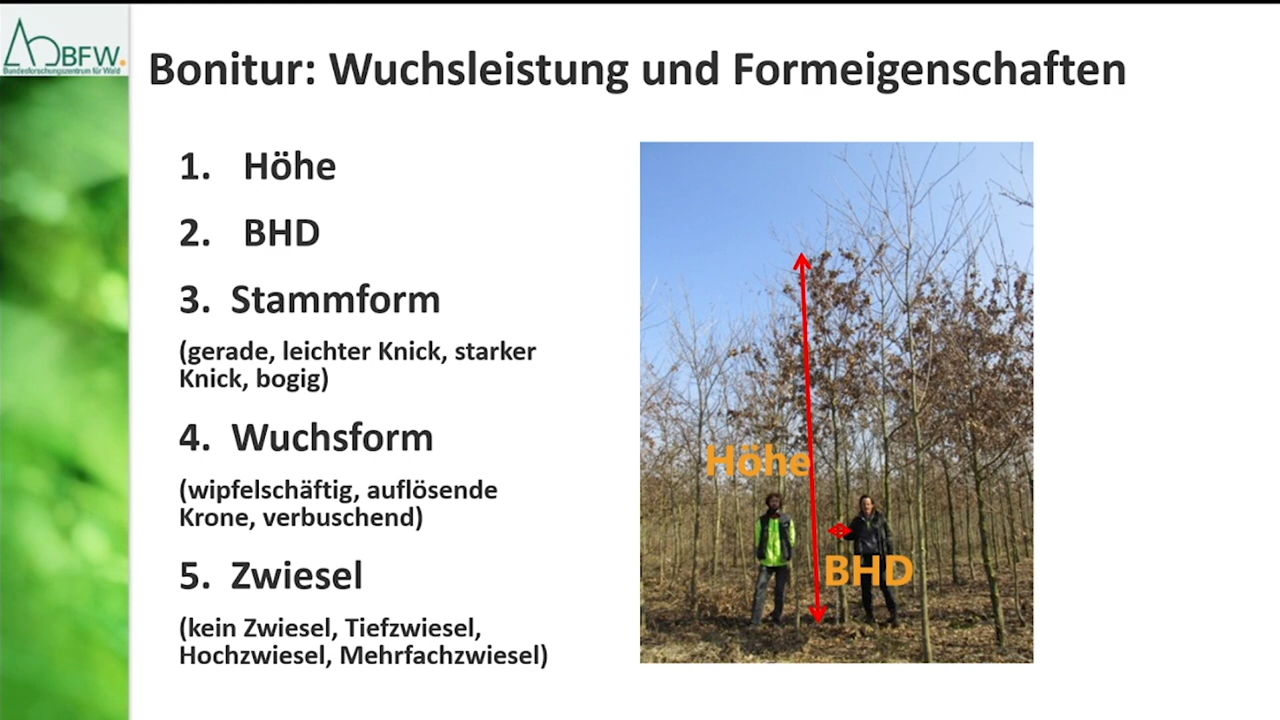 BFW.
Bundesforschungszentrum für Wald
Bonitur: Wuchsleistung und Formeigenschaften
1. Höhe
2. BHD
3. Stammform
(gerade, leichter Knick, starker
Knick, bogig)
4. Wuchsform
(wipfelschäftig, auflösende
Krone, verbuschend)
5. Zwiesel
(kein Zwiesel, Tiefzwiesel,
Hochzwiesel, Mehrfachzwiesel)
Höhe
BHD